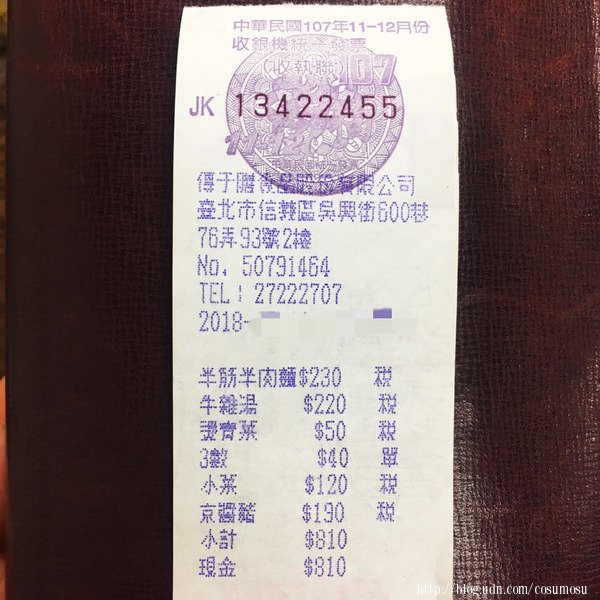 中華民國107年11-12月份
收銀機統一發票
(收執聯)
107
JK 13422455
臺北市信義區吳興街600巷
76弄93號2樓
No. 50791464
TEL: 27222707
2018-
半筋半肉麵$230 稅
牛雜湯 $220 稅
燙青菜 $50 稅
3數 $40 單
小菜 $120 稅
京醬豬 $190 稅
小計 $810
現金 $810
http://blog.udn.com/cosumosu